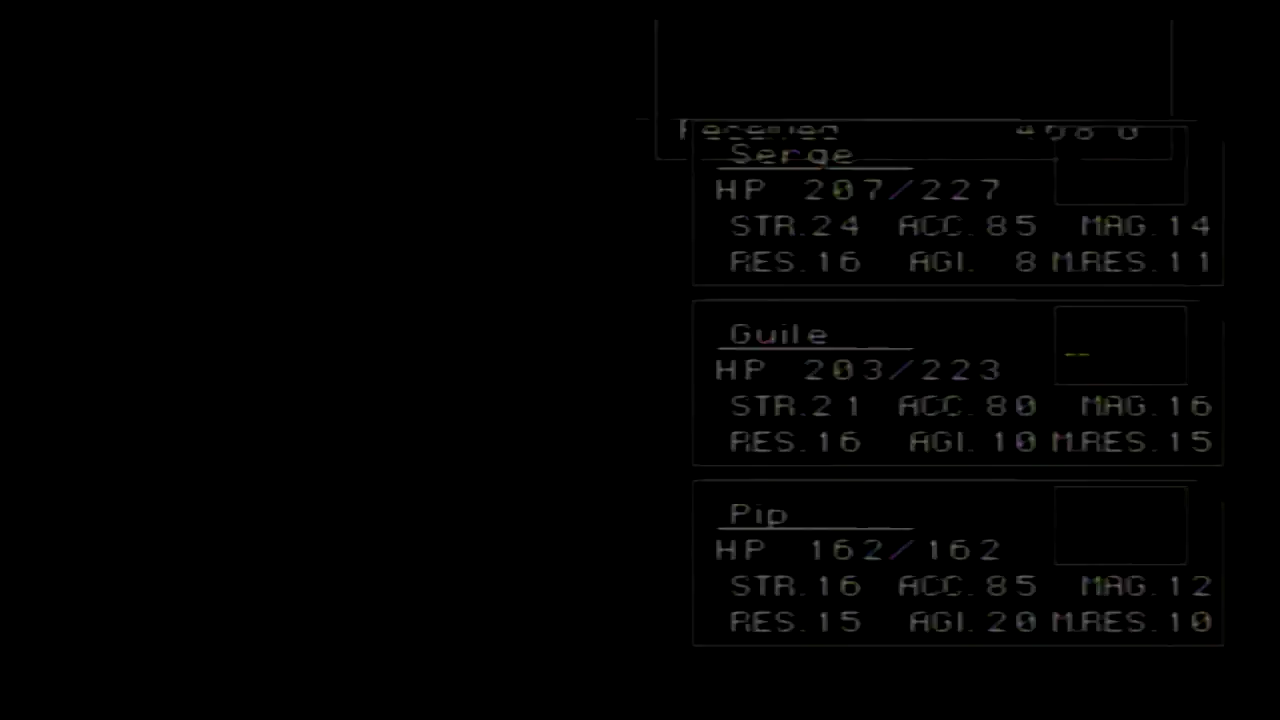 Received
Serge
HP 207/227
STR.24 ACC.85 MAG.14
RES.16 AGI. 8 M.RES.11
Guile
HP 203/223
STR.21 ACC.80 MAG.16
RES.16 AGI.10 M.RES.15
Pip
HP 162/162
STR.16 ACC.85 MAG.12
RES.15 AGI.20 M.RES.10